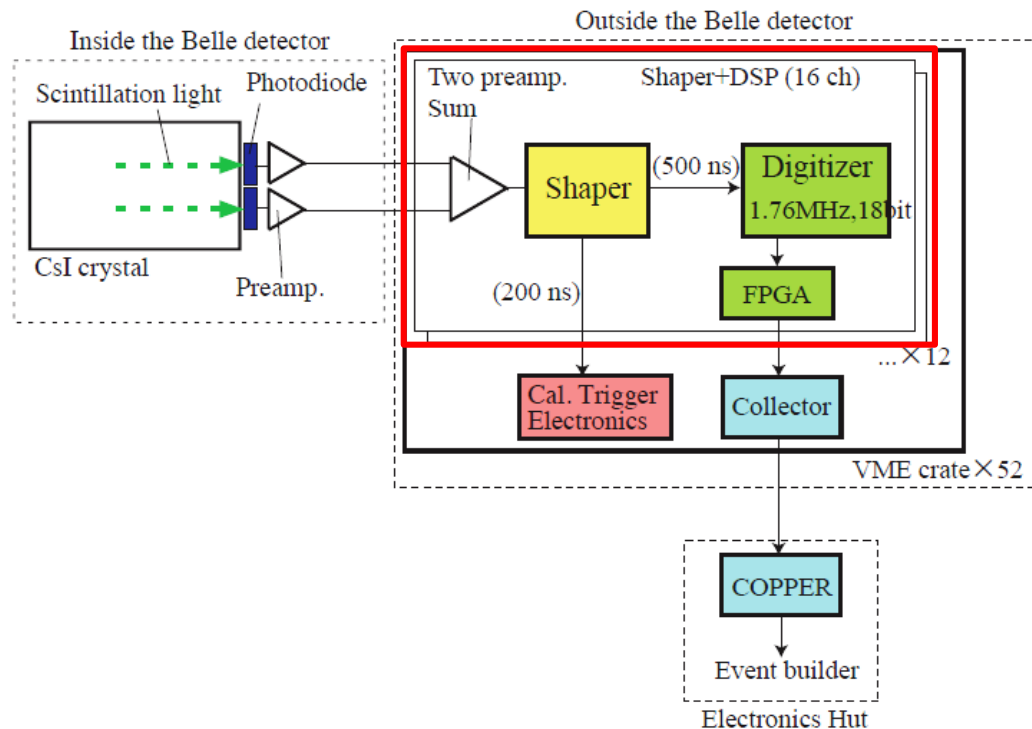 Outside the Belle detector
Inside the Belle detector
Photodiode
Scintillation light
CsI crystal
Preamp.
Two preamp.
Sum
Shaper+DSP (16 ch)
Shaper
(500 ns)
Digitizer
1.76MHz,18bit
(200 ns)
FPGA
...×12
Cal. Trigger
Electronics
Collector
VME crate×52
COPPER
Event builder
Electronics Hut